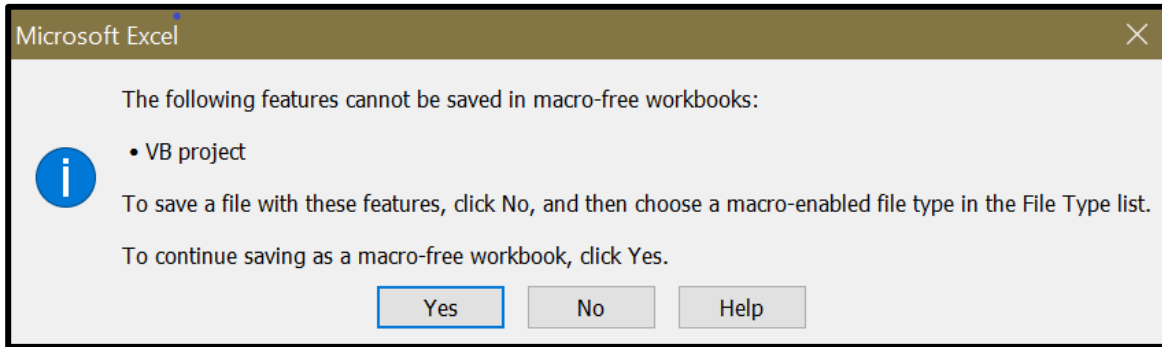 Microsoft Excel
The following features cannot be saved in macro-free workbooks:
• VB project
To save a file with these features, click No, and then choose a macro-enabled file type in the File Type list.
To continue saving as a macro-free workbook, click Yes.
Yes No Help